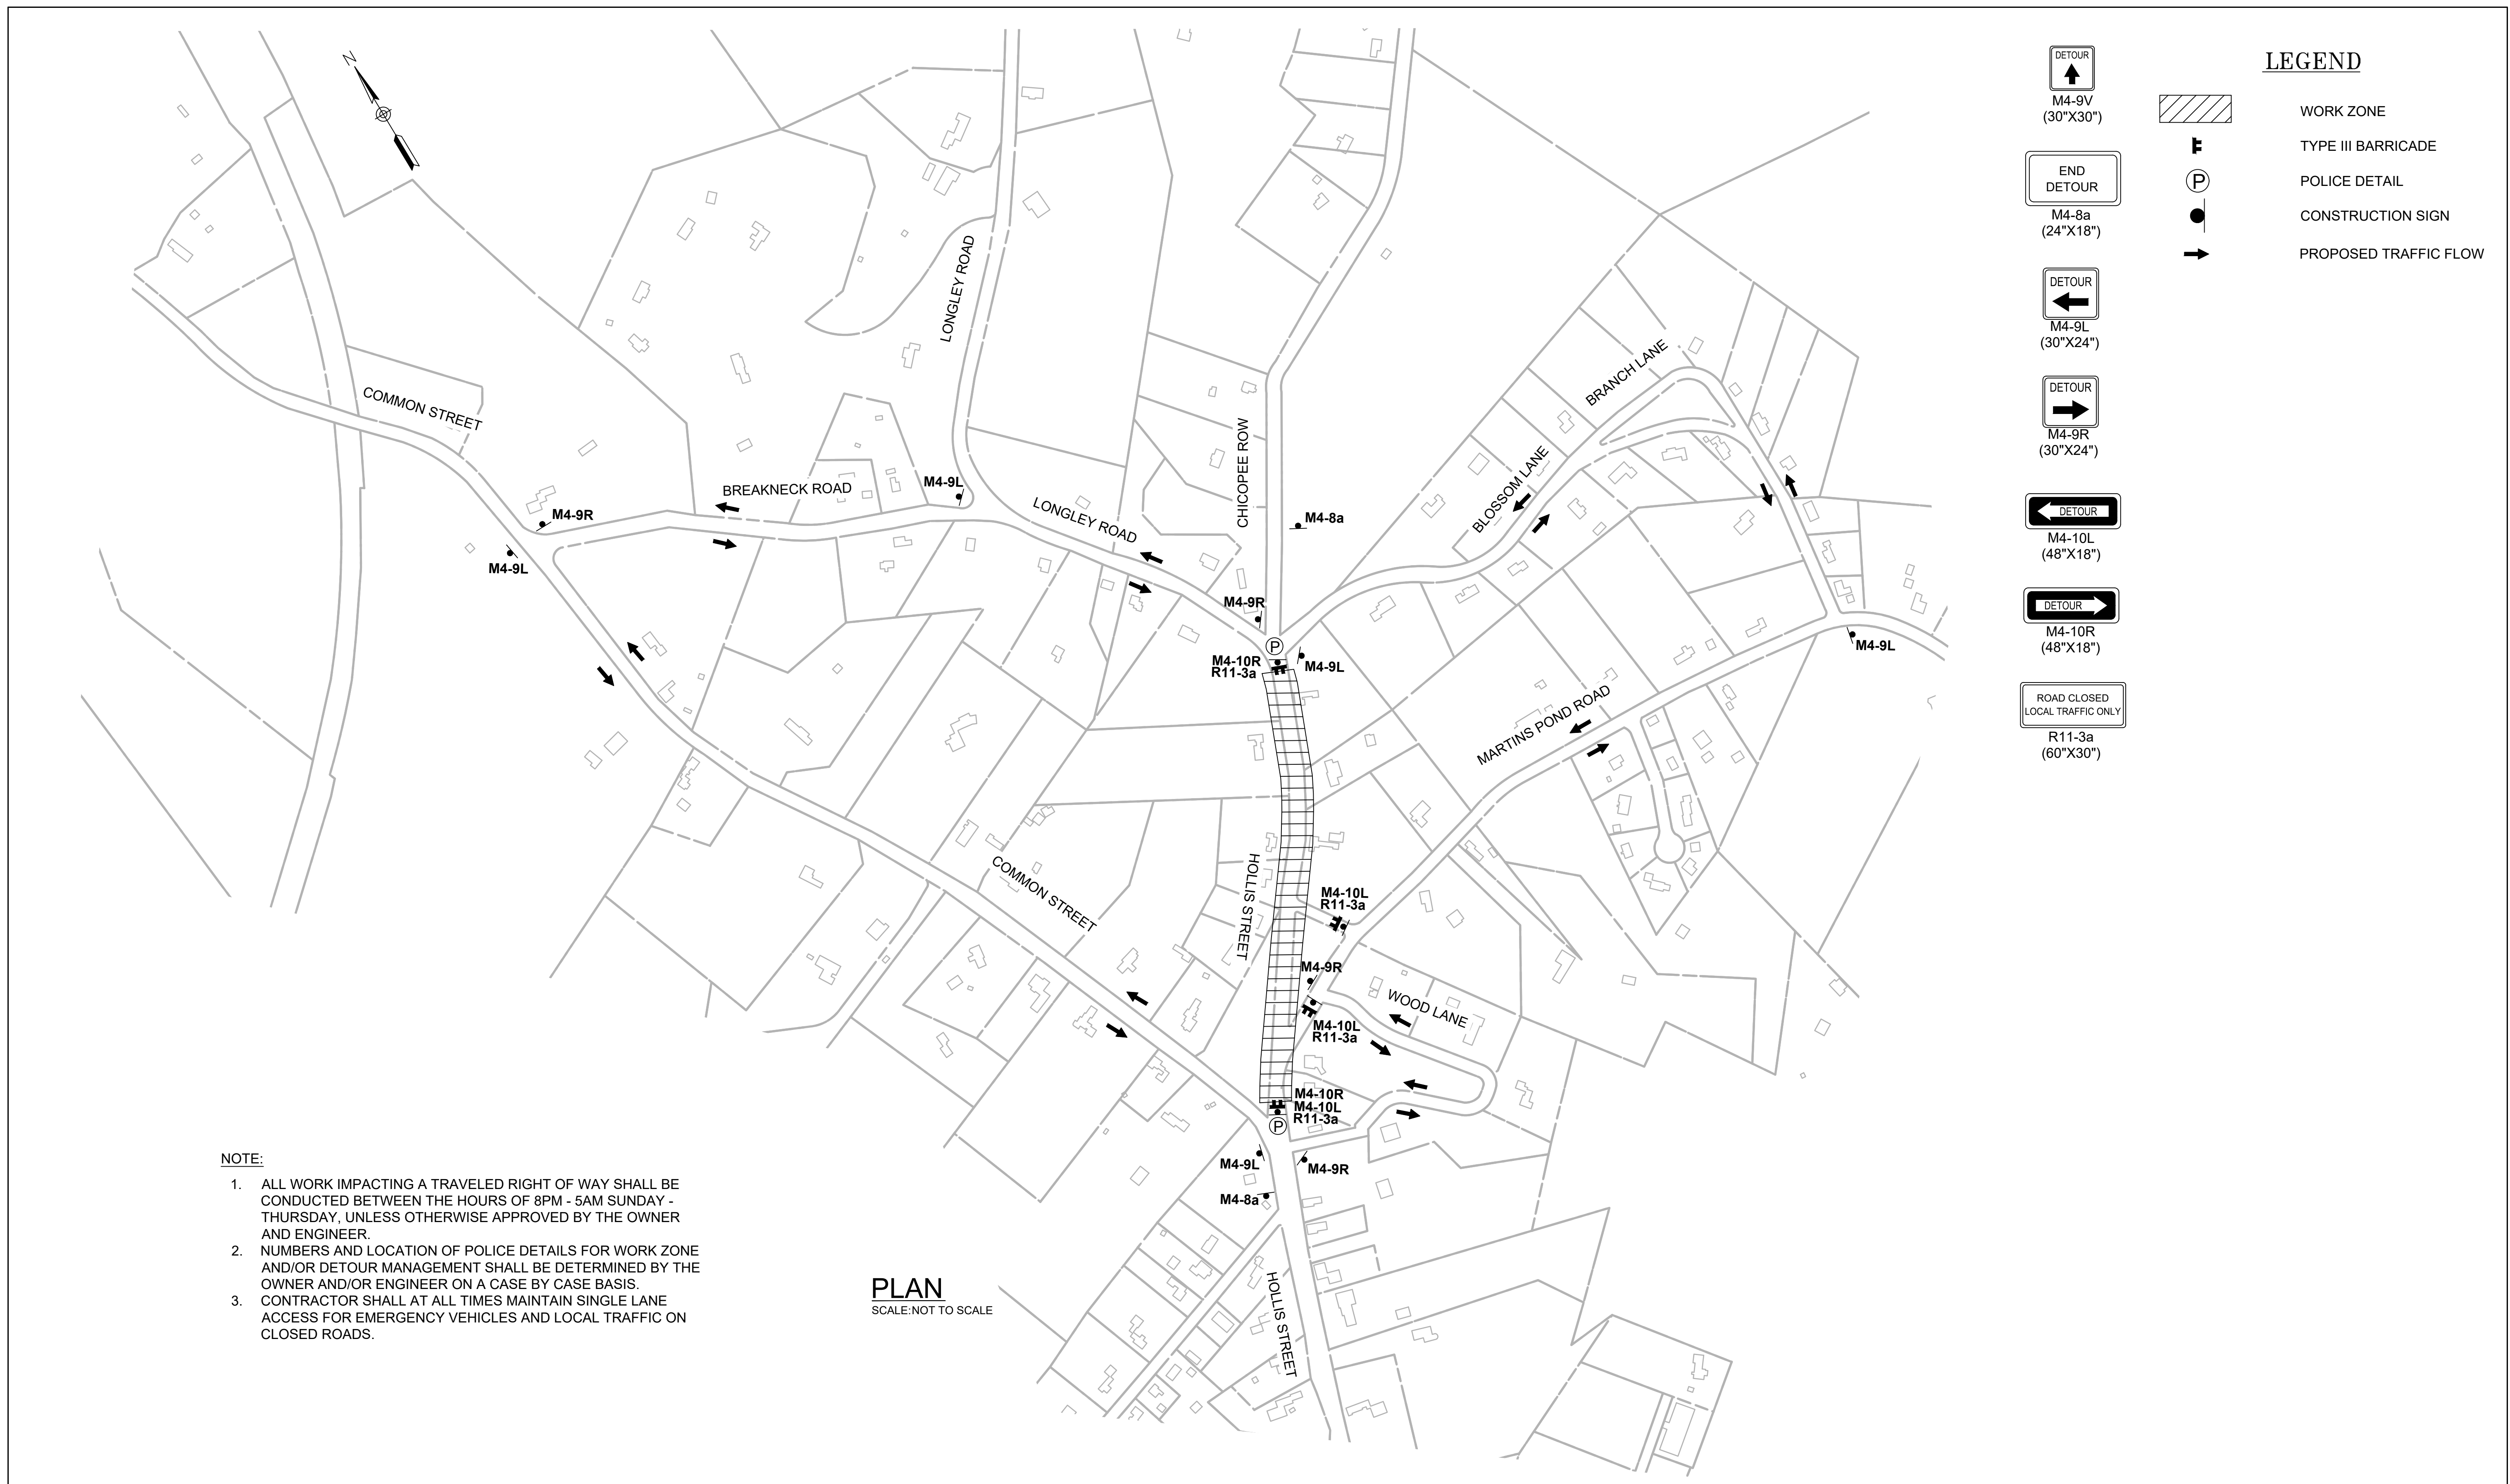 N
LEGEND
DETOUR
M4-9V
(30"X30")
END
DETOUR
M4-8a
(24"X18")
DETOUR
M4-9L
(30"X24")
DETOUR
M4-9R
(30"X24")
DETOUR
M4-10L
(48"X18")
DETOUR
M4-10R
(48"X18")
ROAD CLOSED
LOCAL TRAFFIC ONLY
R11-3a
(60"X30")
WORK ZONE
TYPE III BARRICADE
P
POLICE DETAIL
CONSTRUCTION SIGN
PROPOSED TRAFFIC FLOW
COMMON STREET
LONGLEY ROAD
BREAKNECK ROAD
M4-9L
M4-9R
M4-9L
LONGLEY ROAD
CHICOPEE ROW
M4-8a
BRANCH LANE
BLOSSOM LANE
M4-9R
P
M4-10R
R11-3a
M4-9L
M4-9L
MARTINS POND ROAD
HOLLIS STREET
COMMON STREET
M4-10L
R11-3a
M4-9R
WOOD LANE
M4-10L
R11-3a
M4-10R
M4-10L
R11-3a
P
M4-9L
M4-9R
M4-8a
HOLLIS STREET
NOTE:
1. ALL WORK IMPACTING A TRAVELED RIGHT OF WAY SHALL BE
CONDUCTED BETWEEN THE HOURS OF 8PM - 5AM SUNDAY -
THURSDAY, UNLESS OTHERWISE APPROVED BY THE OWNER
AND ENGINEER.
2. NUMBERS AND LOCATION OF POLICE DETAILS FOR WORK ZONE
AND/OR DETOUR MANAGEMENT SHALL BE DETERMINED BY THE
OWNER AND/OR ENGINEER ON A CASE BY CASE BASIS.
3. CONTRACTOR SHALL AT ALL TIMES MAINTAIN SINGLE LANE
ACCESS FOR EMERGENCY VEHICLES AND LOCAL TRAFFIC ON
CLOSED ROADS.
PLAN
SCALE:NOT TO SCALE